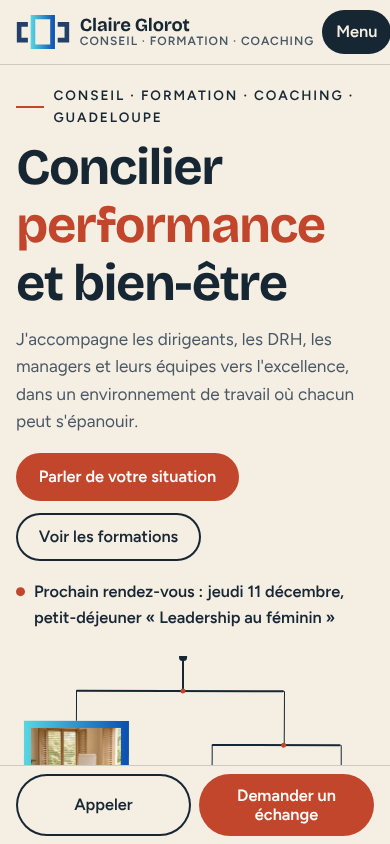 Claire Glorot
CONSEIL · FORMATION · COACHING
Menu
CONSEIL · FORMATION · COACHING ·
GUADELOUPE
Concilier
performance
et bien-être
J'accompagne les dirigeants, les DRH, les
managers et leurs équipes vers l'excellence,
dans un environnement de travail où chacun
peut s'épanouir.
Parler de votre situation
Voir les formations
Prochain rendez-vous : jeudi 11 décembre,
petit-déjeuner « Leadership au féminin »
Appeler
Demander un
échange